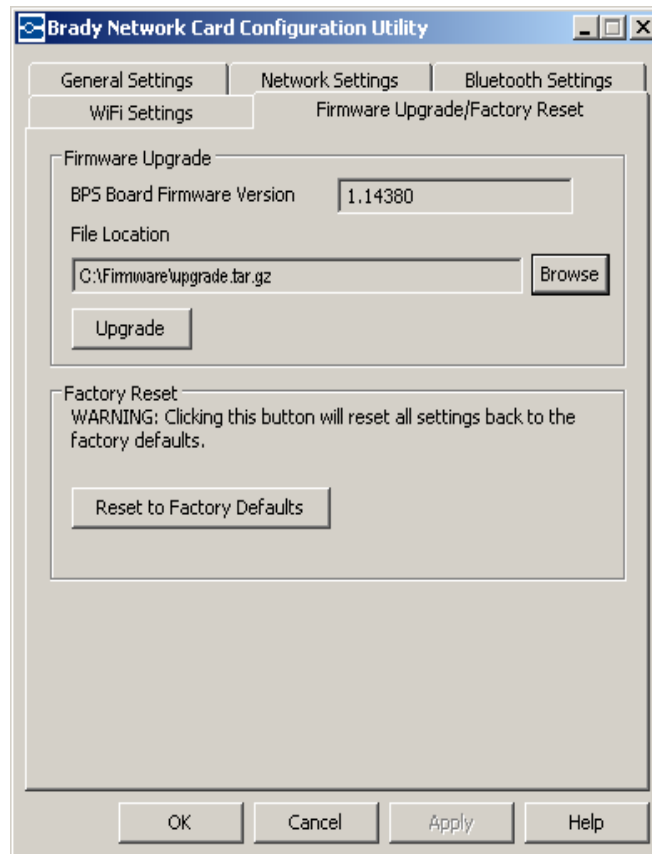 Brady Network Card Configuration Utility
General Settings
Network Settings
Bluetooth Settings
WiFi Settings
Firmware Upgrade/Factory Reset
Firmware Upgrade
BPS Board Firmware Version
1.14380
File Location
C:\Firmware\upgrade.tar.gz
Browse
Upgrade
Factory Reset
WARNING: Clicking this button will reset all settings back to the
factory defaults.
Reset to Factory Defaults
OK
Cancel
Apply
Help